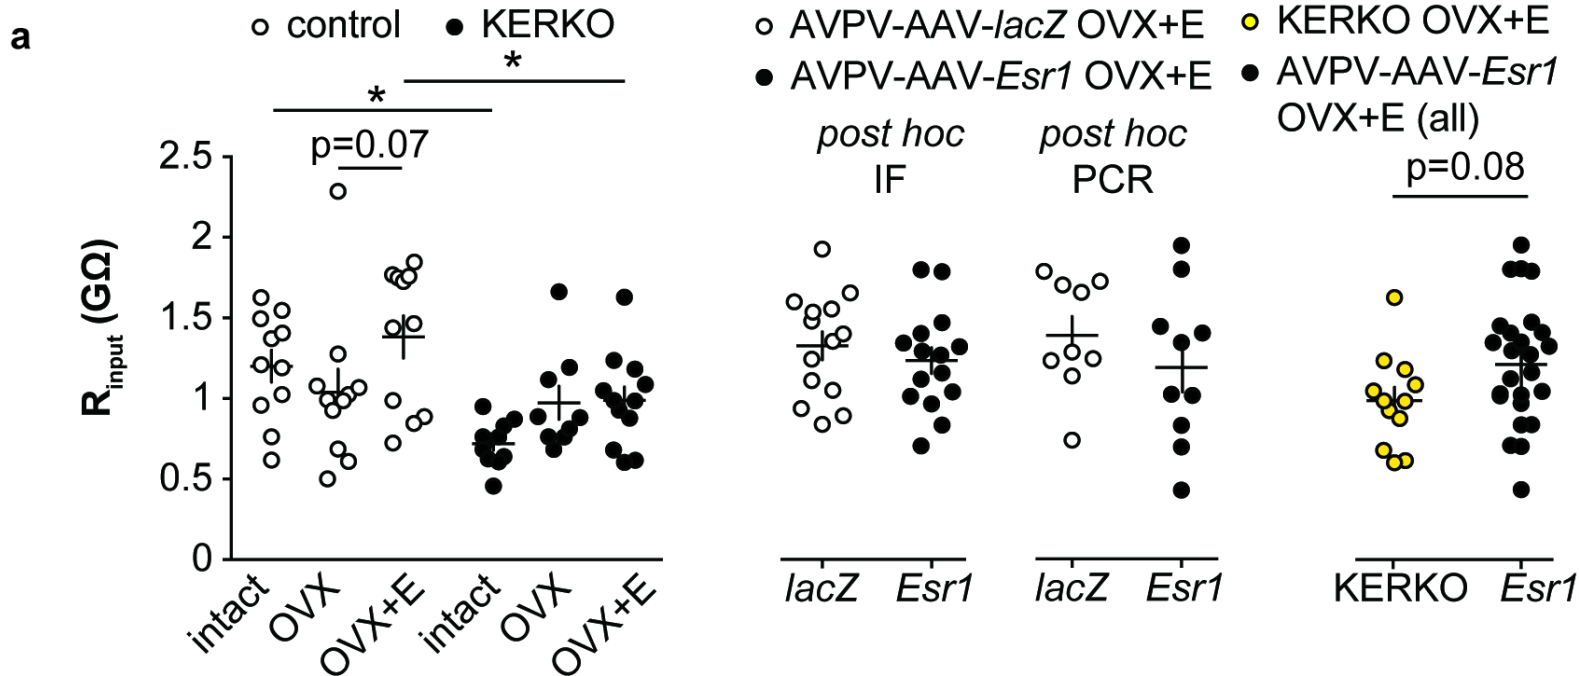 a
control KERKO
*
*
p=0.07
AVPV-AAV-lacZ OVX+E
AVPV-AAV-Esr1 OVX+E
KERKO OVX+E
AVPV-AAV-Esr1
OVX+E (all)
post hoc
IF
post hoc
PCR
p=0.08
Rinput (GΩ)
2.5
2
1.5
1
0.5
0
intact
OVX
OVX+E
intact
OVX
OVX+E
lacZ Esr1
lacZ Esr1
KERKO Esr1